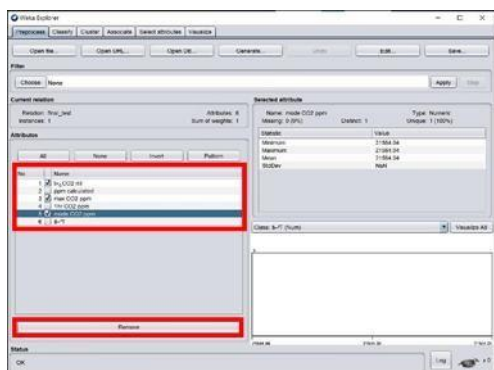 Weka Explorer
Preprocess Classify Cluster Associate Select attributes Visualize
Open file... Open URL... Open DB... Generate... Undo Edit... Save...
Filter
Choose None Apply Stop
Current relation
Relation: final_test Attributes: 6
Instances: 1 Sum of weights: 1
Selected attribute
Name: mode CO2 ppm Type: Numeric
Missing: 0 (0%) Distinct: 1 Unique: 1 (100%)
Attributes
All None Invert Pattern
No. Name
2 ppm calculated
3 max CO2 ppm
5 mode CO2 ppm
Remove
Statistic Value
Minimum
Maximum
Mean
StdDev NaN
Visualize All
Status
OK
Log x 0